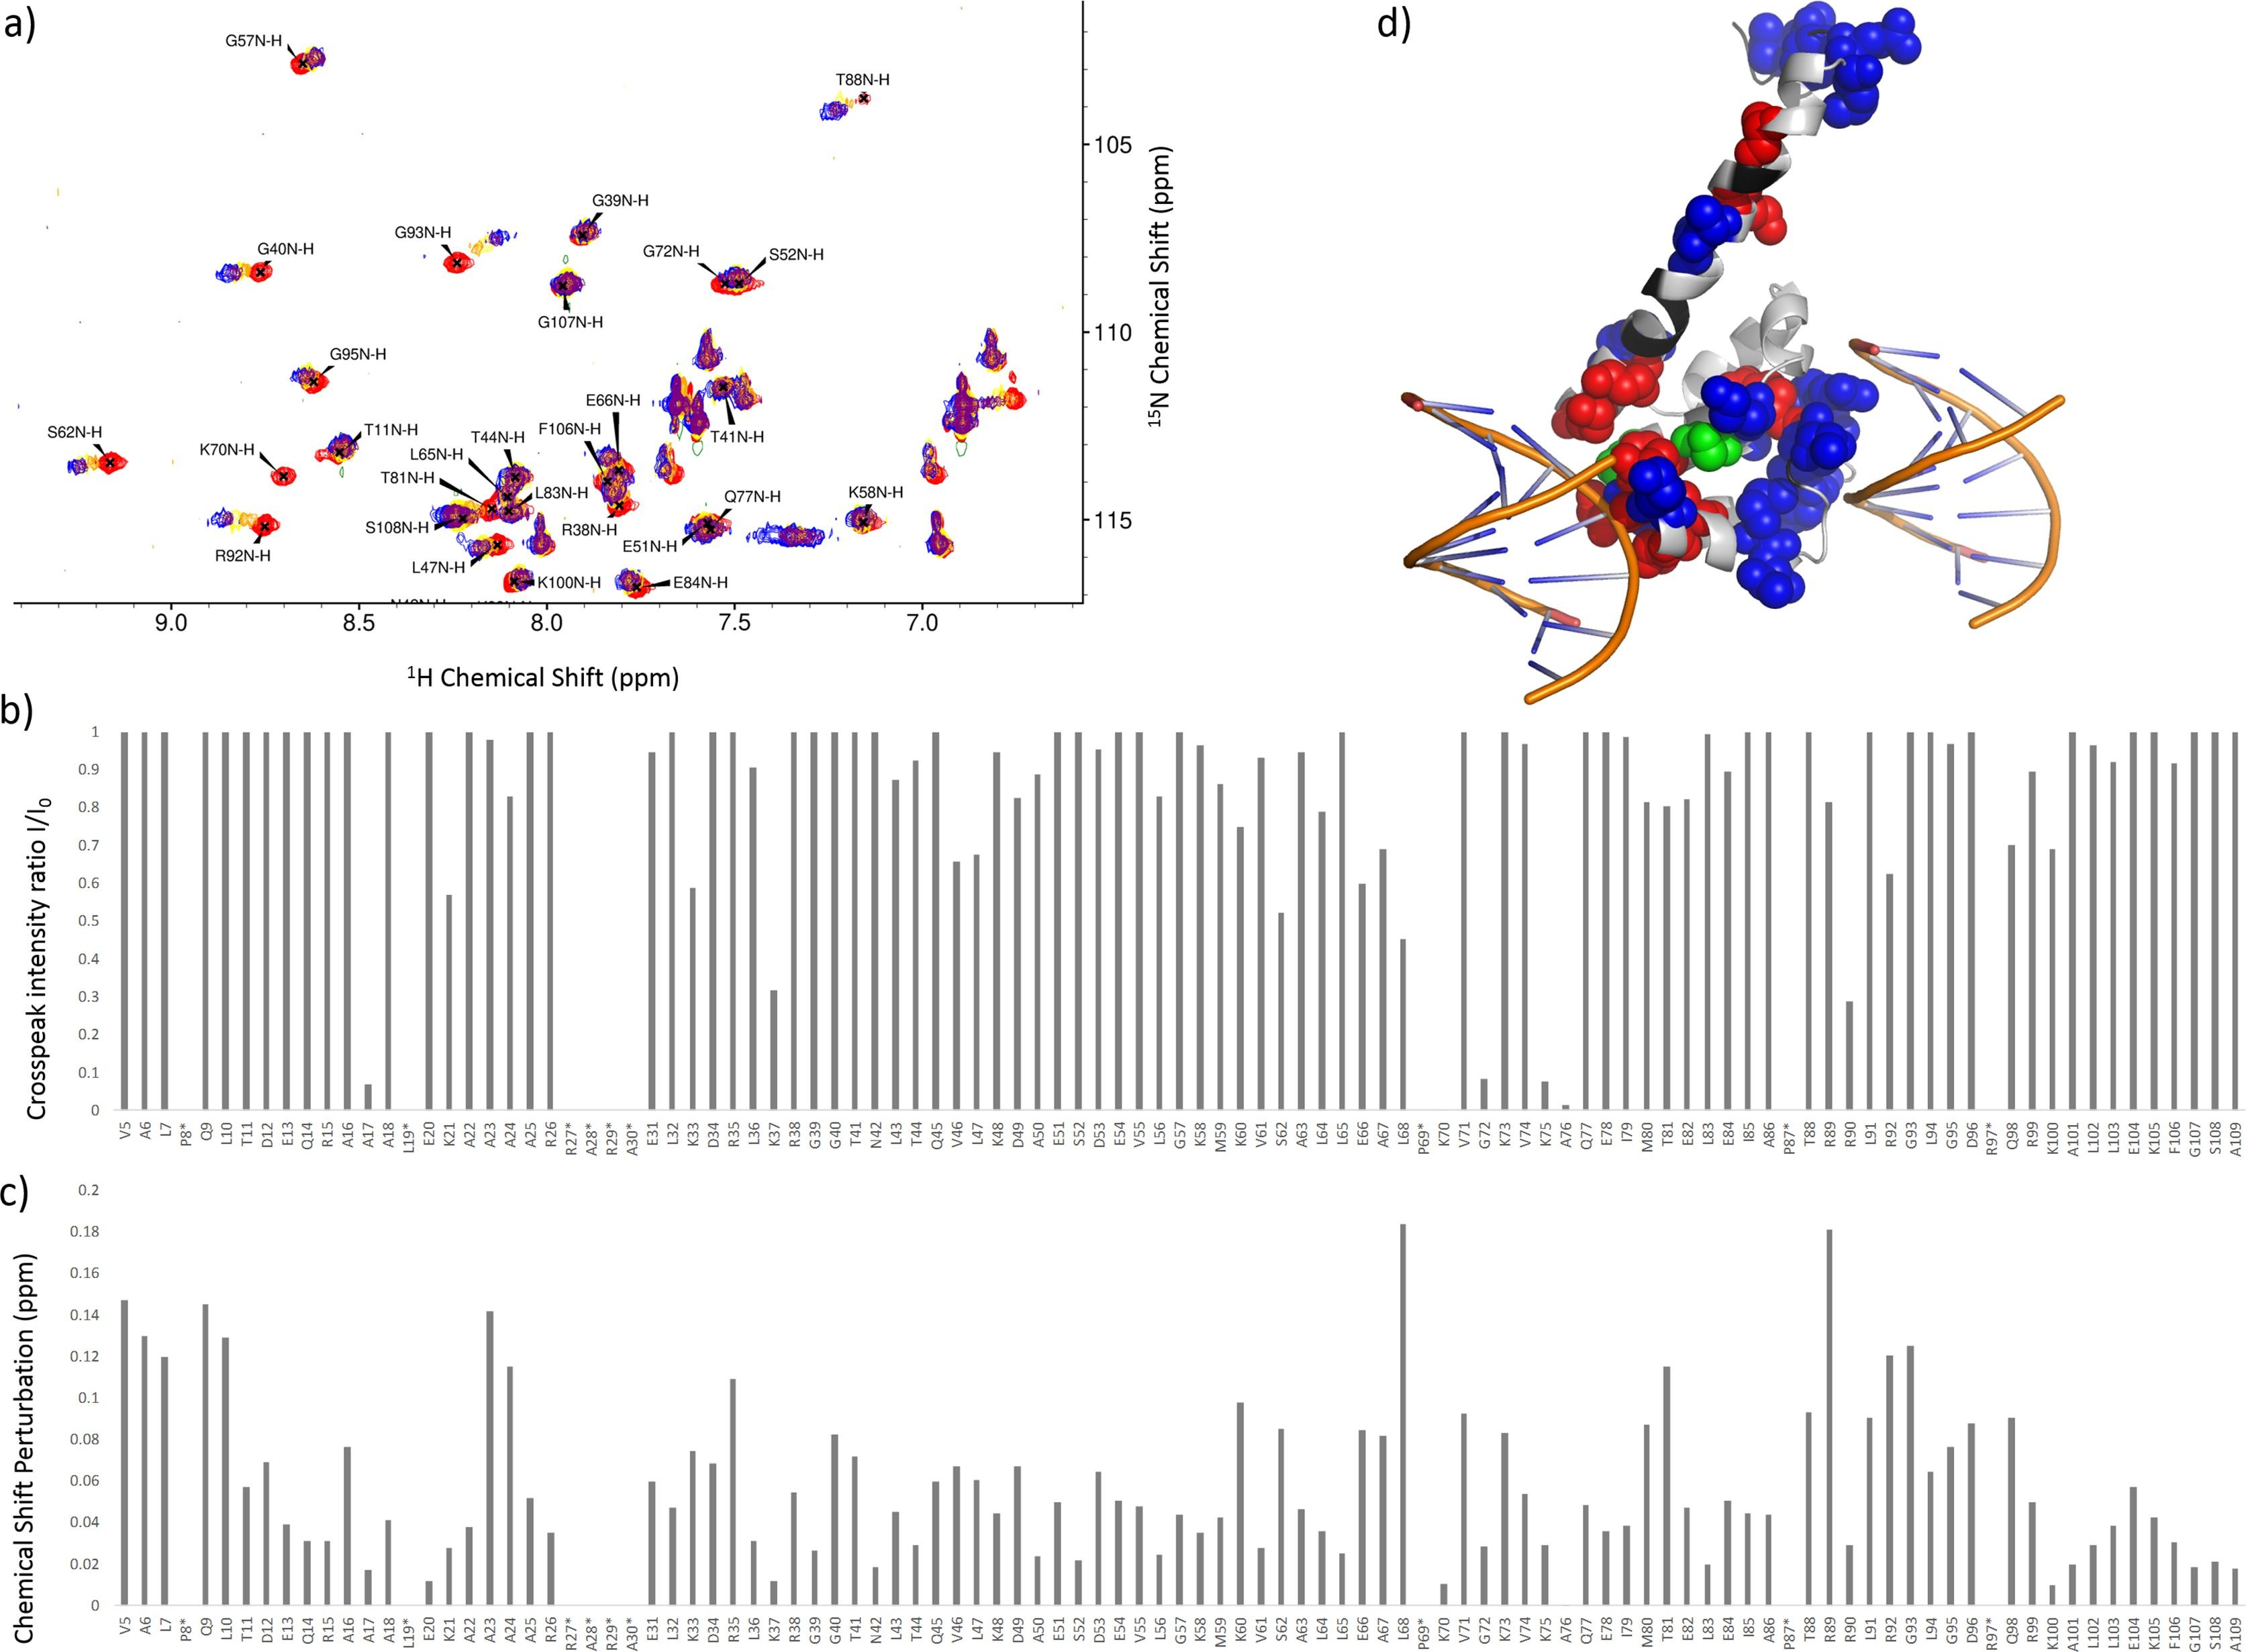 a)
G57N-H
T88N-H
105
G39N-H
G93N-H
G40N-H
G72N-H
S52N-H
G107N-H
110
G95N-H
E66N-H
F106N-H
T44N-H
T41N-H
S62N-H
T11N-H
K70N-H
L65N-H
T81N-H
L83N-H
Q77N-H
K58N-H
115
S108N-H
R38N-H
E51N-H
R92N-H
L47N-H
K100N-H
E84N-H
9.0 8.5 8.0 7.5 7.0
¹H Chemical Shift (ppm)
¹⁵N Chemical Shift (ppm)
d)
b)
Crosspeak intensity ratio I/I₀
1
0.9
0.8
0.7
0.6
0.5
0.4
0.3
0.2
0.1
0
V5 A6 L7 P8* Q9 L10 T11 D12 E13 Q14 R15 A16 A17 A18 L19* E20 K21 A22 A23 A24 A25 R26 R27* A28* R29* A30* E31 L32 K33 D34 R35 L36 K37 R38 G39 G40 T41 N42 L43 T44 Q45 V46 L47 K48 D49 A50 E51 S52 D53 E54 V55 L56 G57 K58 M59 K60 V61 S62 A63 L64 L65 E66 A67 L68 P69* K70 V71 G72 K73 V74 K75 A76 Q77 E78 I79 M80 T81 E82 L83 E84 I85 A86 P87* T88 R89 R90 L91 R92 G93 L94 G95 D96 R97* Q98 R99 K100 A101 L102 L103 E104 K105 F106 G107 S108 A109
c)
Chemical Shift Perturbation (ppm)
0.2
0.18
0.16
0.14
0.12
0.1
0.08
0.06
0.04
0.02
0
V5 A6 L7 P8* Q9 L10 T11 D12 E13 Q14 R15 A16 A17 A18 L19* E20 K21 A22 A23 A24 A25 R26 R27* A28* R29* A30* E31 L32 K33 D34 R35 L36 K37 R38 G39 G40 T41 N42 L43 T44 Q45 V46 L47 K48 D49 A50 E51 S52 D53 E54 V55 L56 G57 K58 M59 K60 V61 S62 A63 L64 L65 E66 A67 L68 P69* K70 V71 G72 K73 V74 K75 A76 Q77 E78 I79 M80 T81 E82 L83 E84 I85 A86 P87* T88 R89 R90 L91 R92 G93 L94 G95 D96 R97* Q98 R99 K100 A101 L102 L103 E104 K105 F106 G107 S108 A109